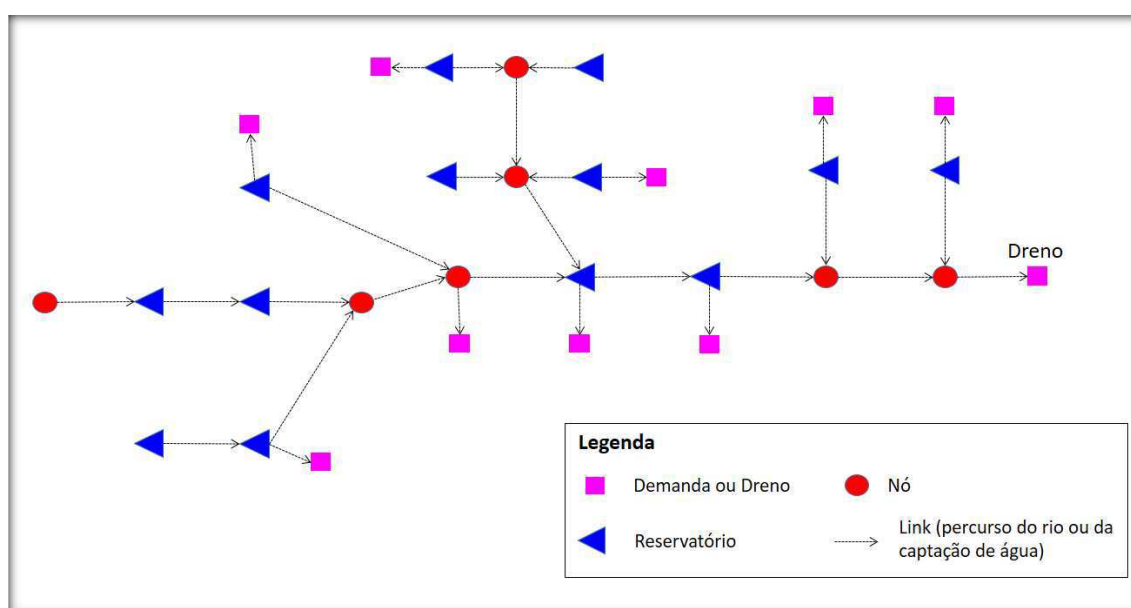 Dreno
Legenda
Demanda ou Dreno
Nó
Reservatório
Link (percurso do rio ou da
captação de água)